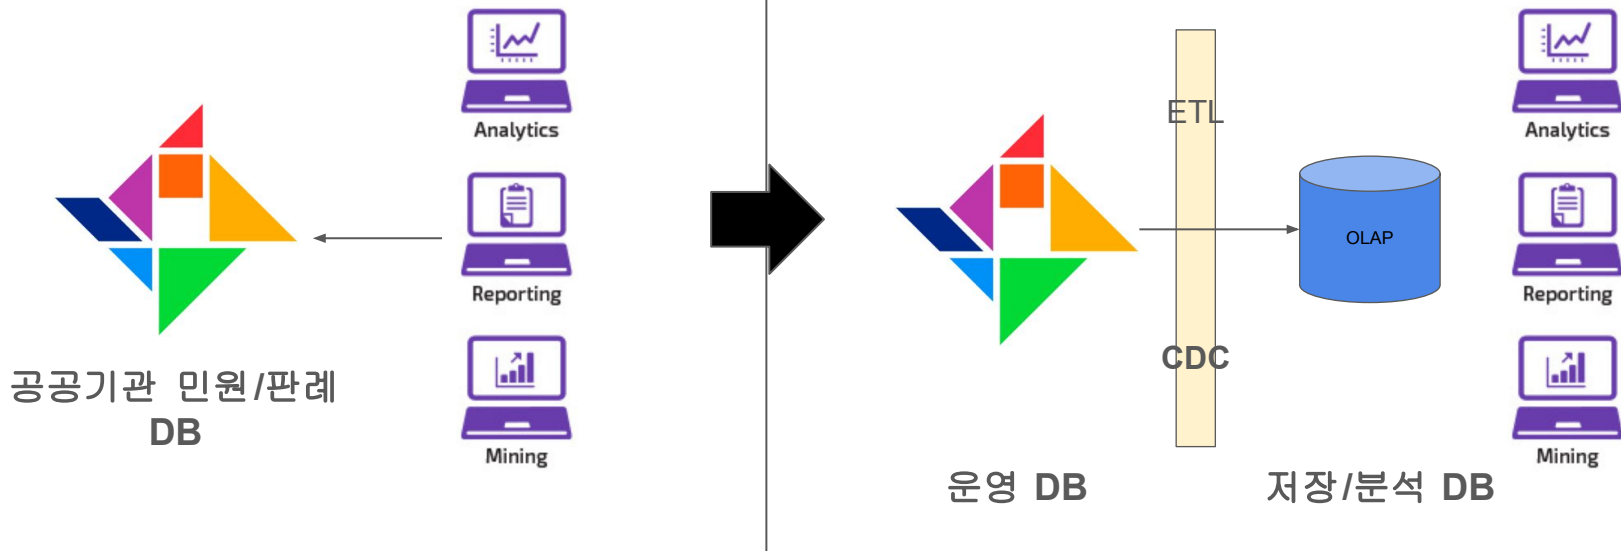 Analytics
Reporting
Mining
공공기관 민원/판례
DB
ETL
CDC
OLAP
Analytics
Reporting
Mining
운영 DB
저장/분석 DB